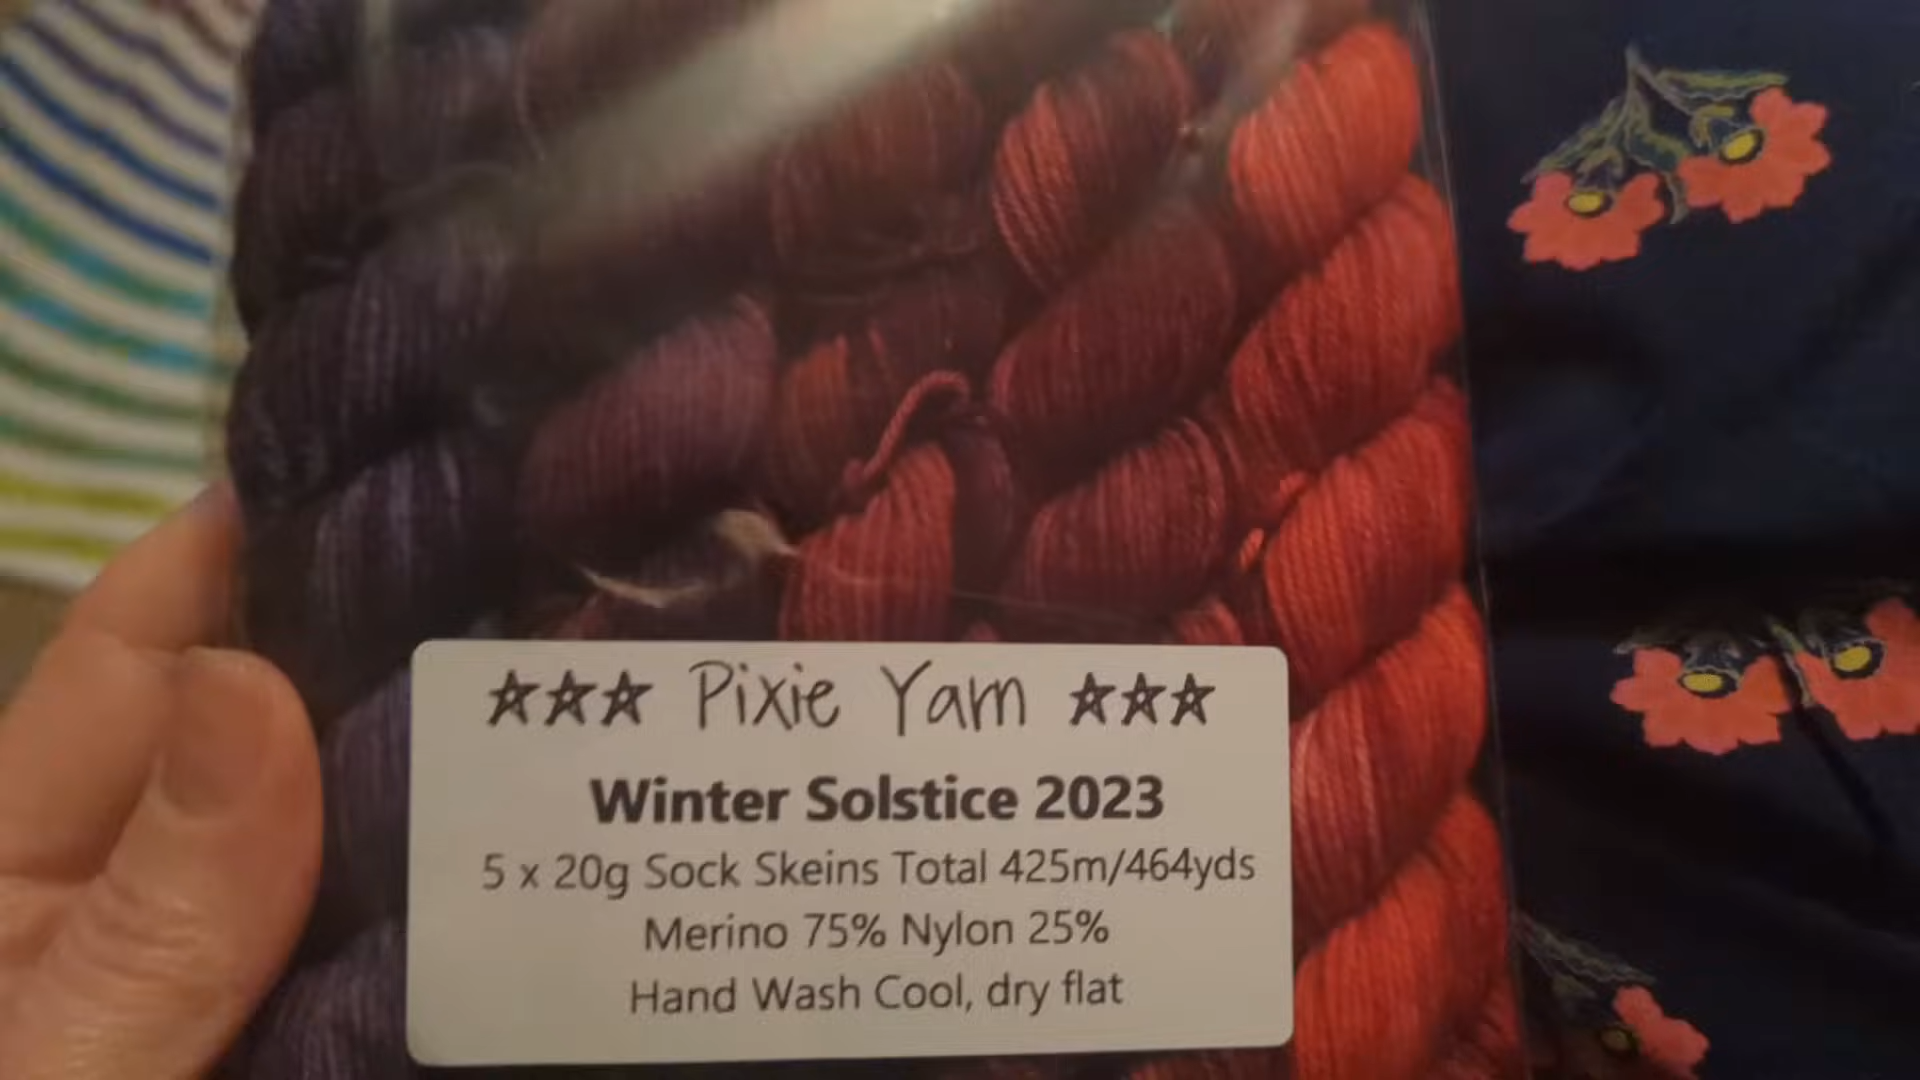 ☆☆☆ Pixie Yarn ☆☆☆
Winter Solstice 2023
5 x 20g Sock Skeins Total 425m/464yds
Merino 75% Nylon 25%
Hand Wash Cool, dry flat